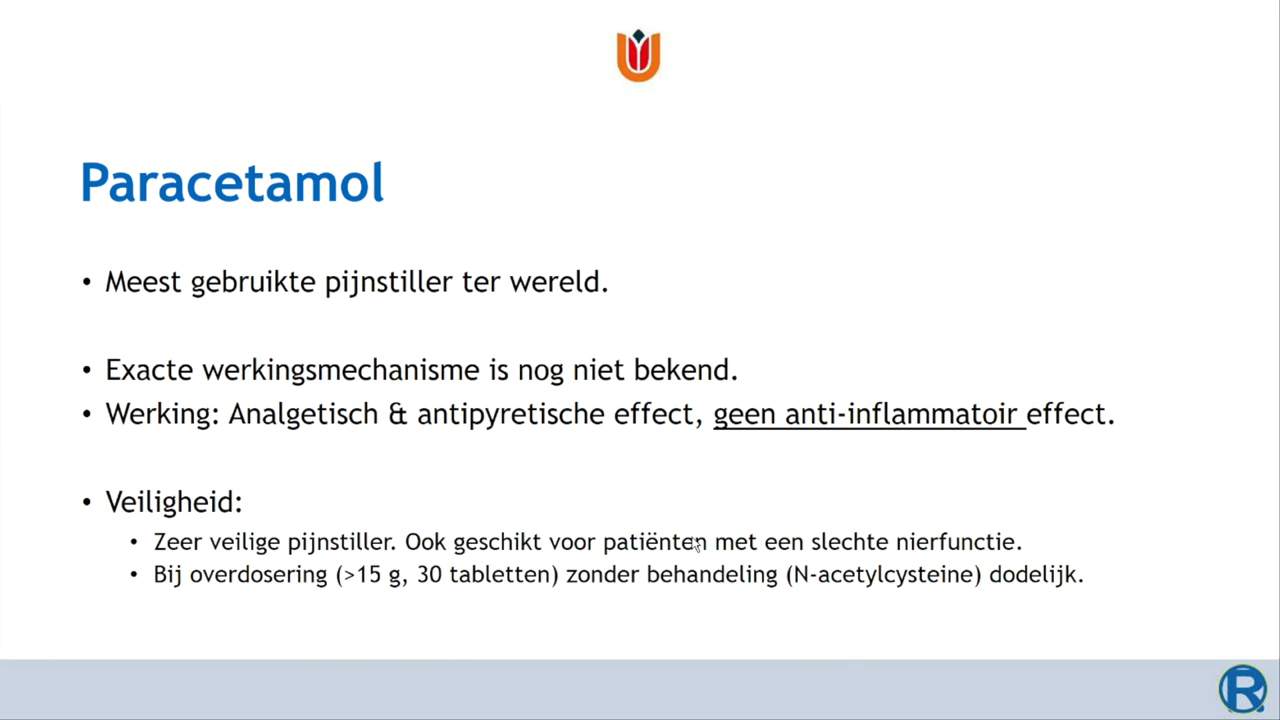 Paracetamol
• Meest gebruikte pijnstiller ter wereld.
• Exacte werkingsmechanisme is nog niet bekend.
• Werking: Analgetisch & antipyretische effect, geen anti-inflammatoir effect.
• Veiligheid:
• Zeer veilige pijnstiller. Ook geschikt voor patiënten met een slechte nierfunctie.
• Bij overdosering (>15 g, 30 tabletten) zonder behandeling (N-acetylcysteine) dodelijk.
R